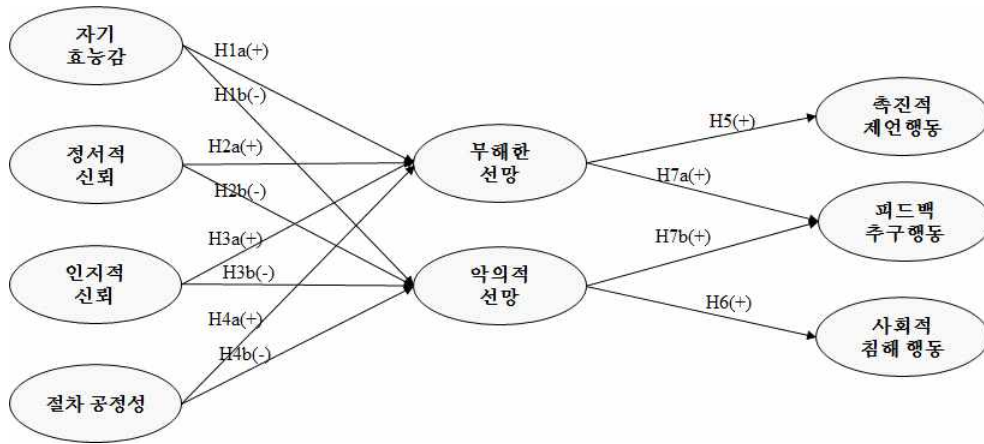 자기
효능감
정서적
신뢰
인지적
신뢰
절차 공정성
H1a(+)
H1b(-)
H2a(+)
H2b(-)
H3a(+)
H3b(-)
H4a(+)
H4b(-)
부해한
선망
악의적
선망
H5(+)
H7a(+)
H7b(+)
H6(+)
촉진적
제언행동
피드백
추구행동
사회적
침해 행동